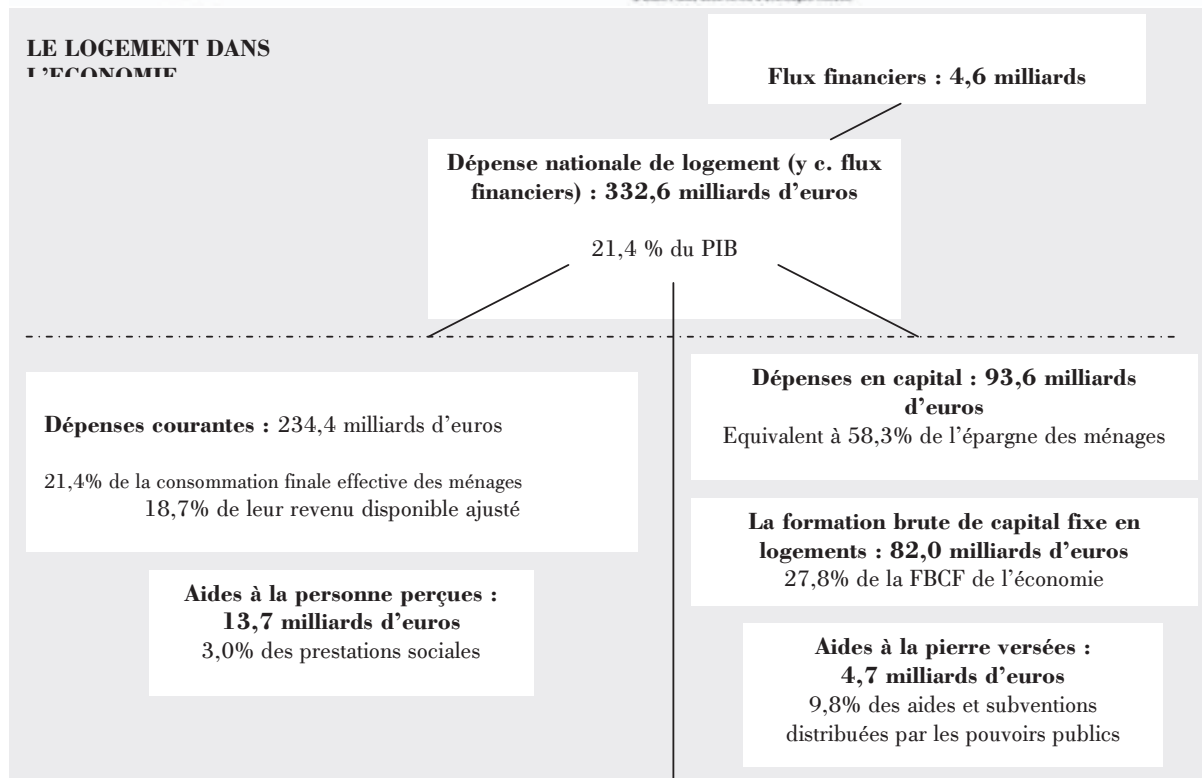 LE LOGEMENT DANS
L'ECONOMIE
Flux financiers : 4,6 milliards
Dépense nationale de logement (y c. flux
financiers) : 332,6 milliards d'euros
21,4 % du PIB
Dépenses courantes : 234,4 milliards d'euros
21,4% de la consommation finale effective des ménages
18,7% de leur revenu disponible ajusté
Aides à la personne perçues :
13,7 milliards d'euros
3,0% des prestations sociales
Dépenses en capital : 93,6 milliards
d'euros
Equivalent à 58,3% de l'épargne des ménages
La formation brute de capital fixe en
logements : 82,0 milliards d'euros
27,8% de la FBCF de l'économie
Aides à la pierre versées :
4,7 milliards d'euros
9,8% des aides et subventions
distribuées par les pouvoirs publics